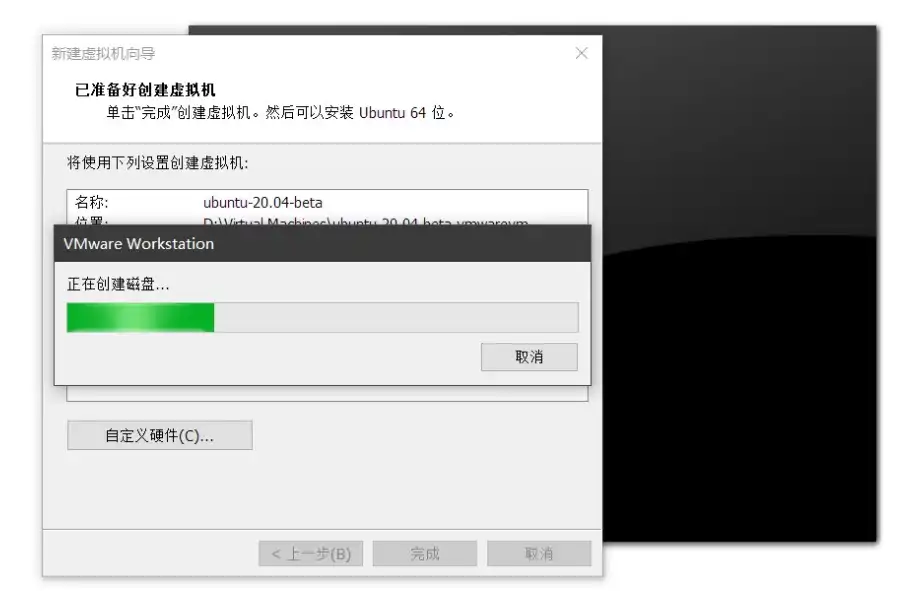 新建虚拟机向导
已准备好创建虚拟机
单击“完成”创建虚拟机。然后可以安装 Ubuntu 64 位。
将使用下列设置创建虚拟机:
名称: ubuntu-20.04-beta
位置: D:\Virtual Machines\ubuntu-20.04-beta.vmwarevm
VMware Workstation
正在创建磁盘...
取消
自定义硬件(C)...
< 上一步(B) 完成 取消